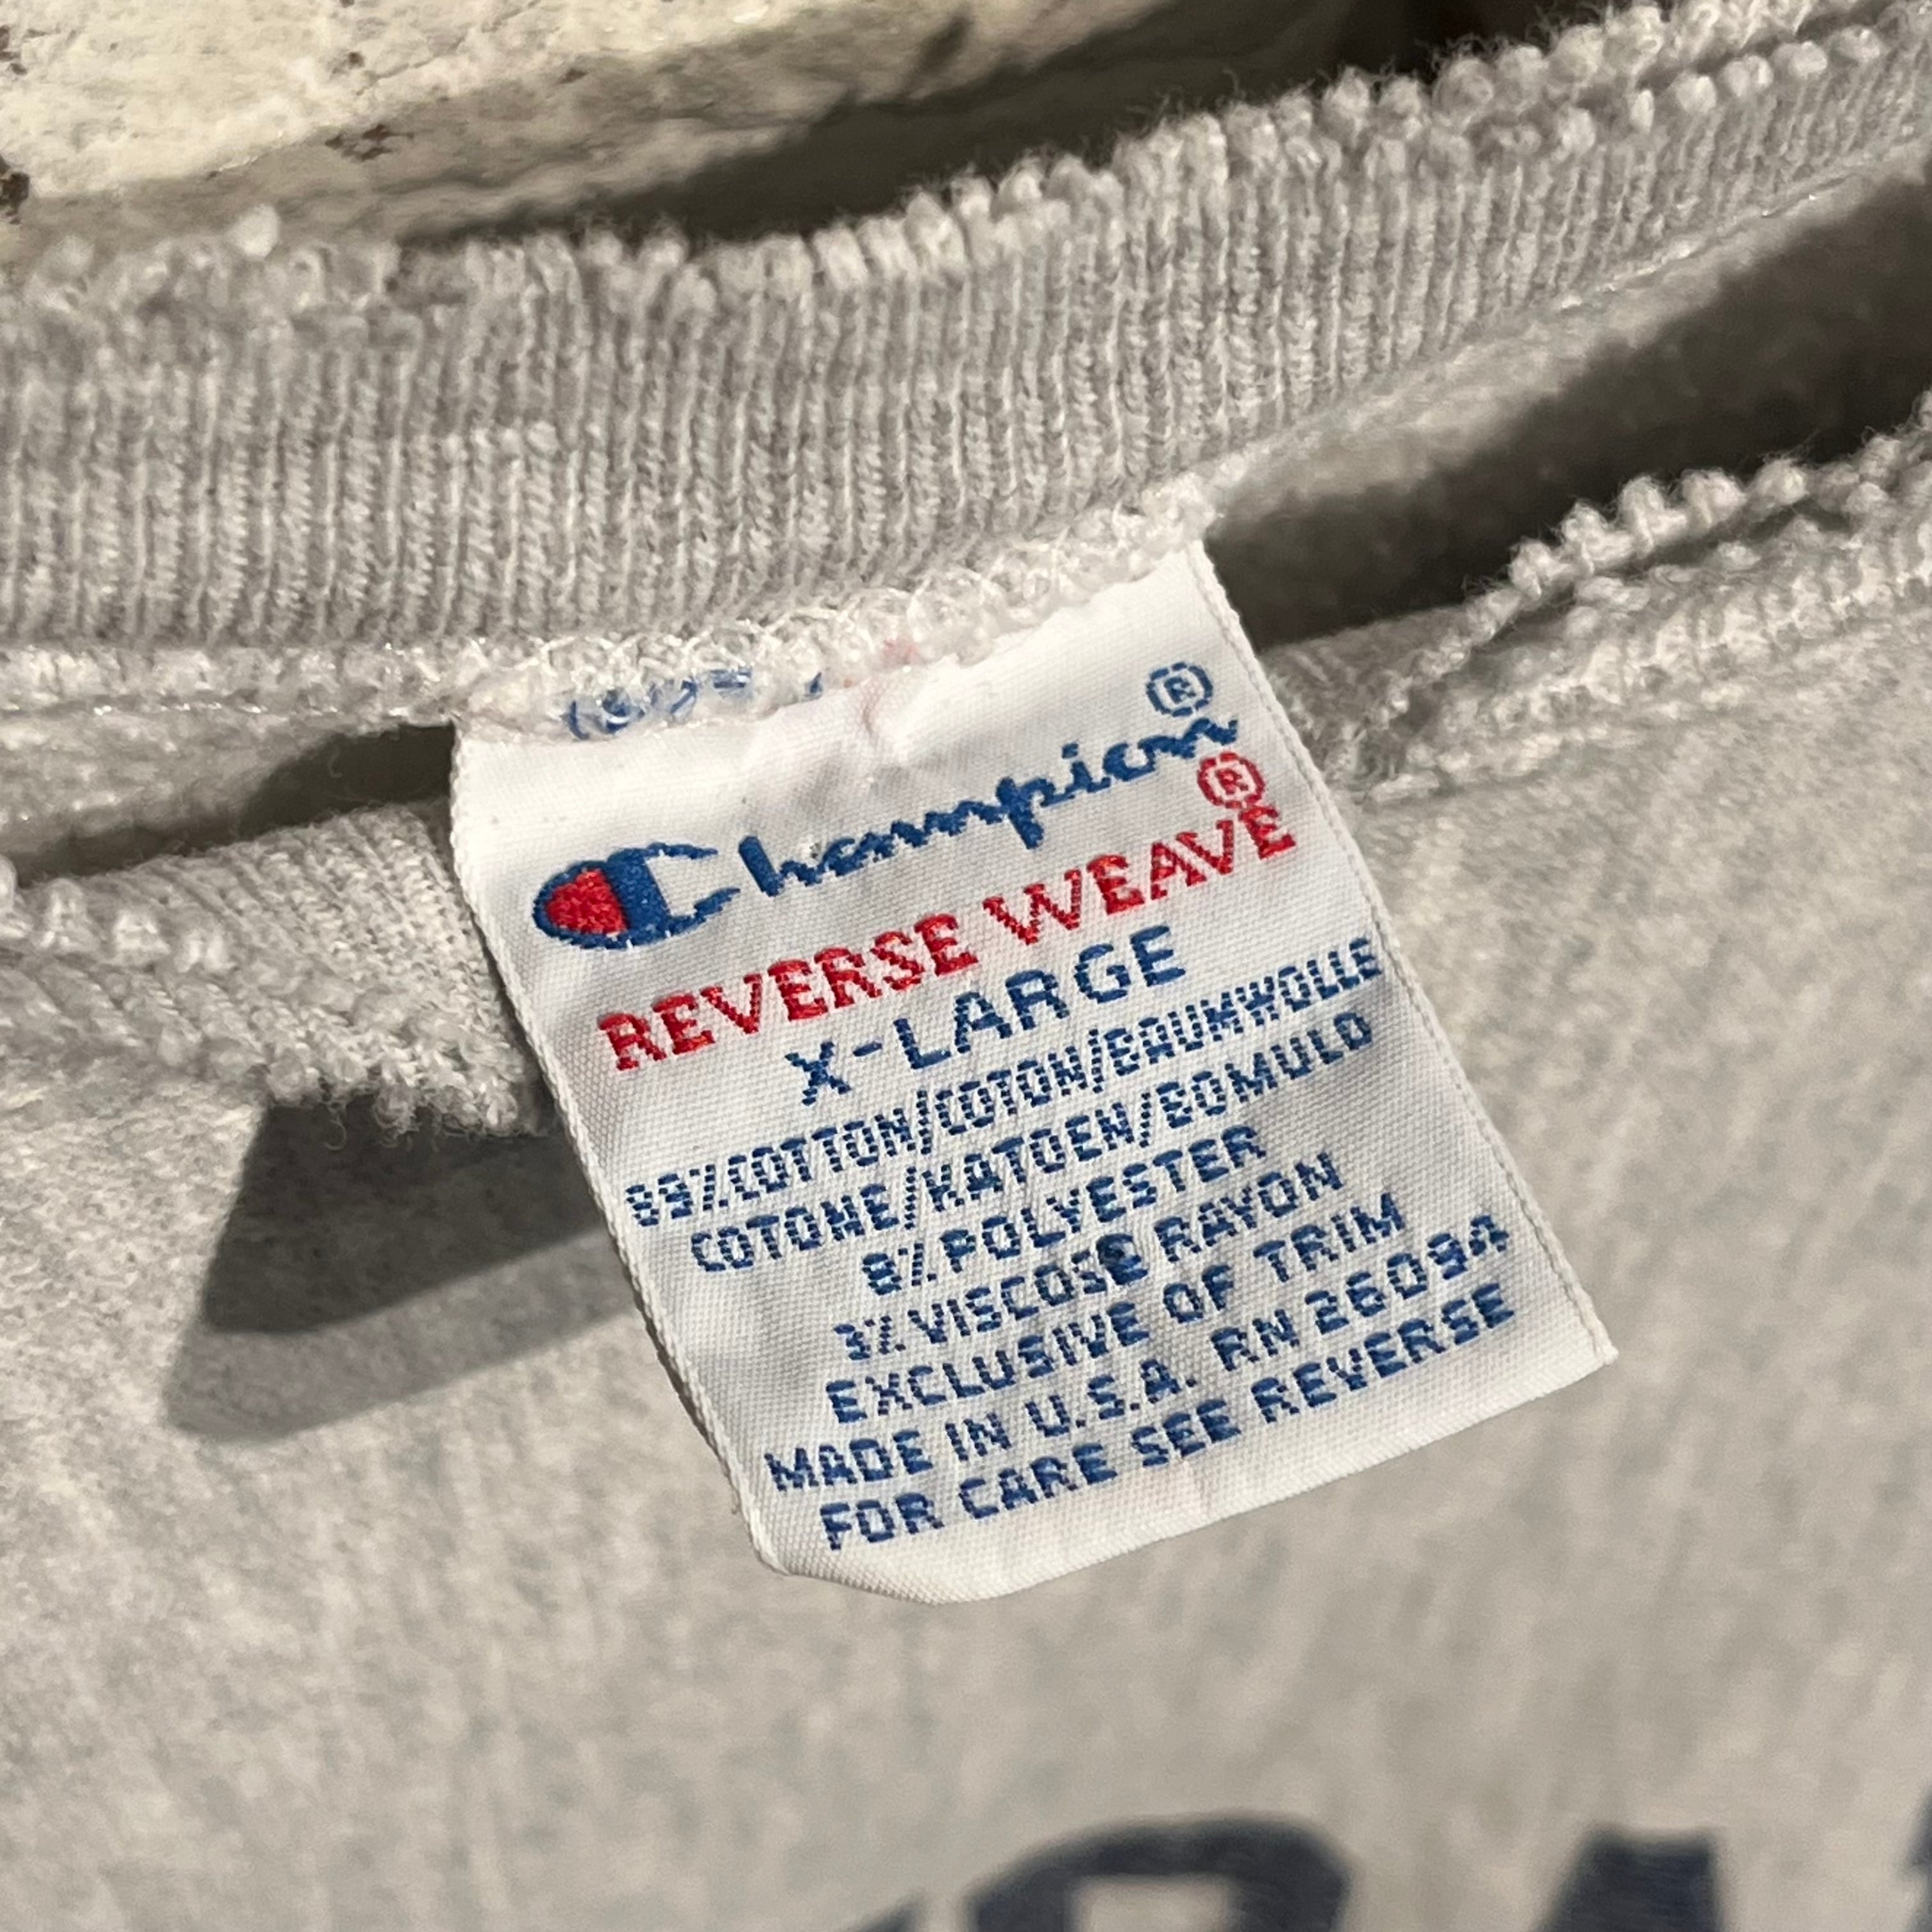 Champion®
REVERSE WEAVE®
X-LARGE
89% COTTON/COTON/BAUMWOLLE
COTONE/KATOEN/BOMULD
8% POLYESTER
3% VISCOSE RAYON
EXCLUSIVE OF TRIM
MADE IN U.S.A. RN 26094
FOR CARE SEE REVERSE